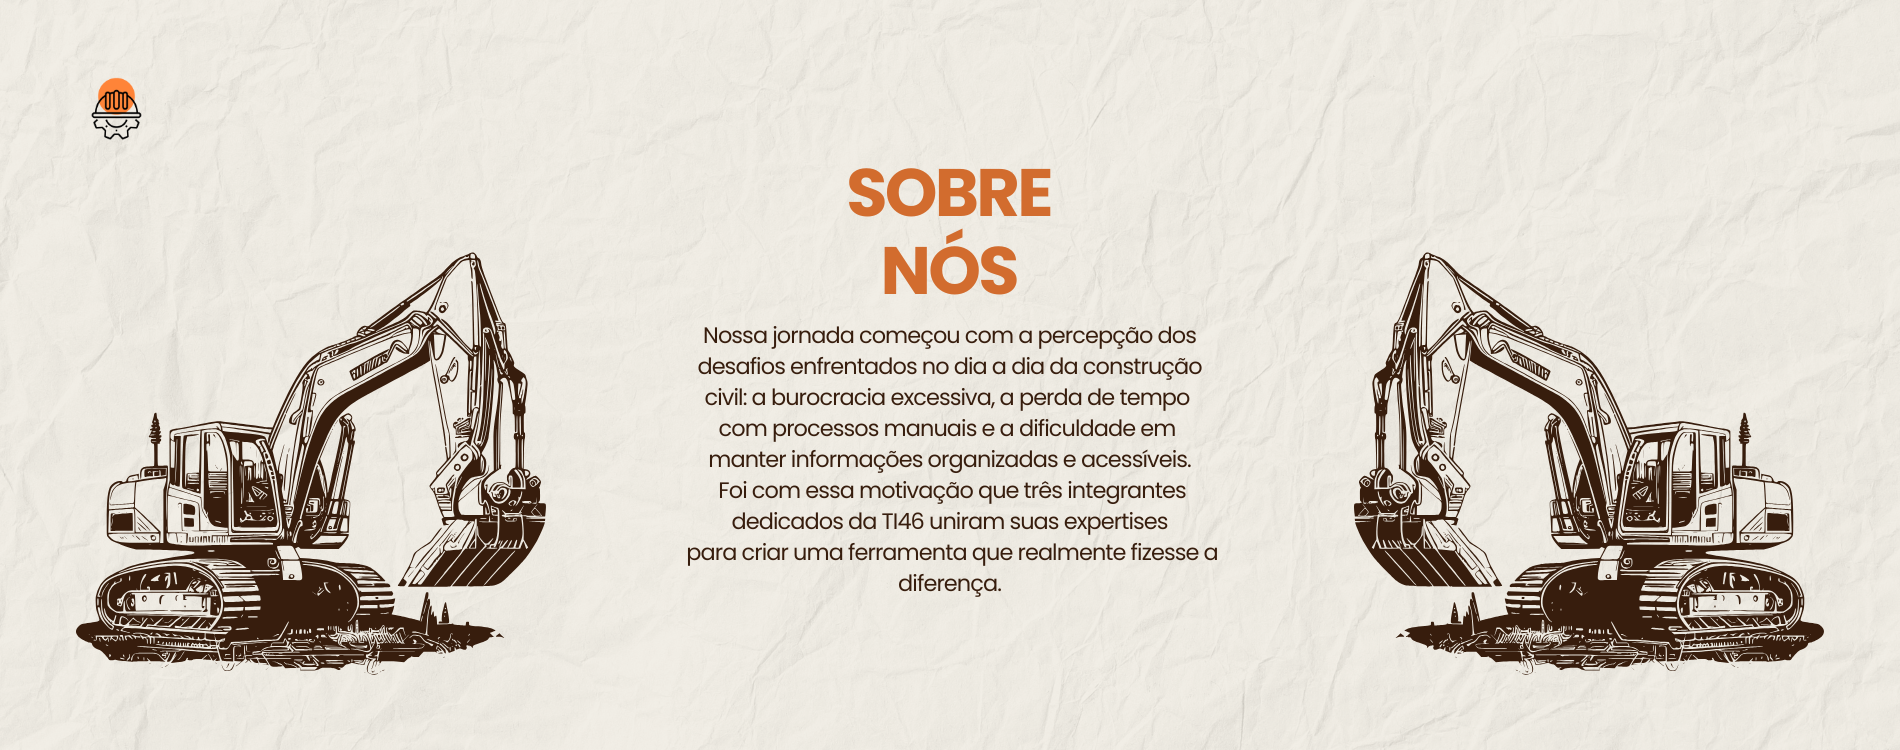 SOBRE
NÓS
Nossa jornada começou com a percepção dos
desafios enfrentados no dia a dia da construção
civil: a burocracia excessiva, a perda de tempo
com processos manuais e a dificuldade em
manter informações organizadas e acessíveis.
Foi com essa motivação que três integrantes
dedicados da TI46 uniram suas expertises
para criar uma ferramenta que realmente fizesse a
diferença.